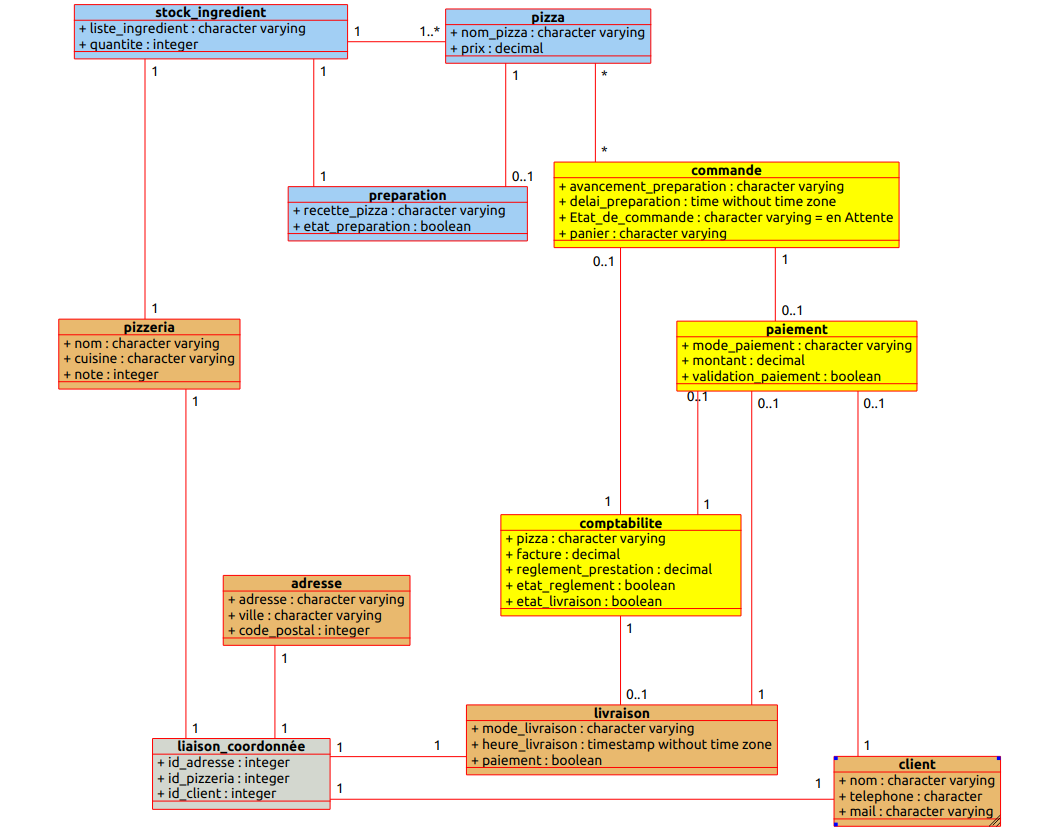 stock_ingredient
+ liste_ingredient : character varying
+ quantite : integer
1
1..*
pizza
+ nom_pizza : character varying
+ prix : decimal
1
1
1
*
1
0..1
*
preparation
+ recette_pizza : character varying
+ etat_preparation : boolean
commande
+ avancement_preparation : character varying
+ delai_preparation : time without time zone
+ Etat_de_commande : character varying = en Attente
+ panier : character varying
0..1
1
1
0..1
pizzeria
+ nom : character varying
+ cuisine : character varying
+ note : integer
1
paiement
+ mode_paiement : character varying
+ montant : decimal
+ validation_paiement : boolean
0..1
0..1
0..1
1
1
comptabilite
+ pizza : character varying
+ facture : decimal
+ reglement_prestation : decimal
+ etat_reglement : boolean
+ etat_livraison : boolean
1
adresse
+ adresse : character varying
+ ville : character varying
+ code_postal : integer
1
0..1
1
1
1
1
livraison
+ mode_livraison : character varying
+ heure_livraison : timestamp without time zone
+ paiement : boolean
liaison_coordonnée
+ id_adresse : integer
+ id_pizzeria : integer
+ id_client : integer
1
1
1
1
client
+ nom : character varying
+ telephone : character
+ mail : character varying